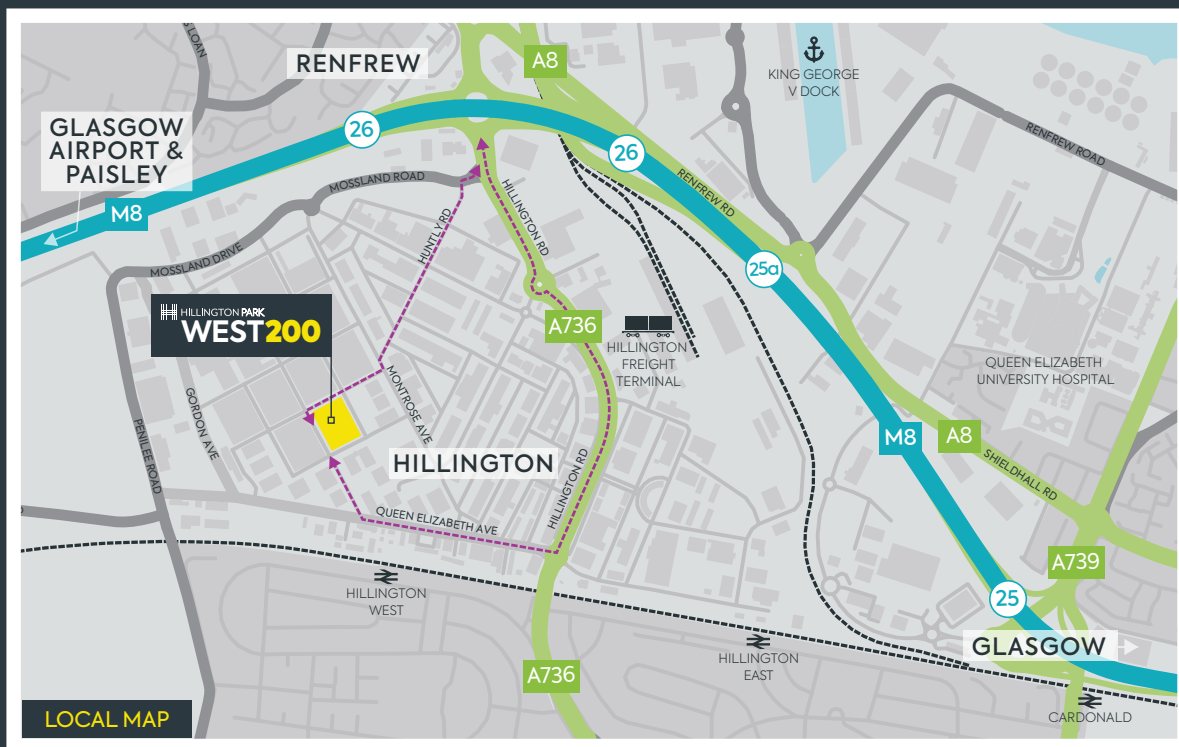 S LOAN
RENFREW
A8
KING GEORGE
V DOCK
GLASGOW
AIRPORT &
PAISLEY
26
26
RENFREW ROAD
M8
MOSSLAND ROAD
RENFREW RD
HUNTLY RD
HILLINGTON RD
MOSSLAND DRIVE
25a
HILLINGTON PARK
WEST200
A736
HILLINGTON
FREIGHT
TERMINAL
QUEEN ELIZABETH
UNIVERSITY HOSPITAL
GORDON AVE
MONTROSE AVE
PENILEE ROAD
M8
A8
HILLINGTON
SHIELDHALL RD
HILLINGTON RD
QUEEN ELIZABETH AVE
A739
HILLINGTON
WEST
25
GLASGOW
HILLINGTON
EAST
A736
CARDONALD
LOCAL MAP